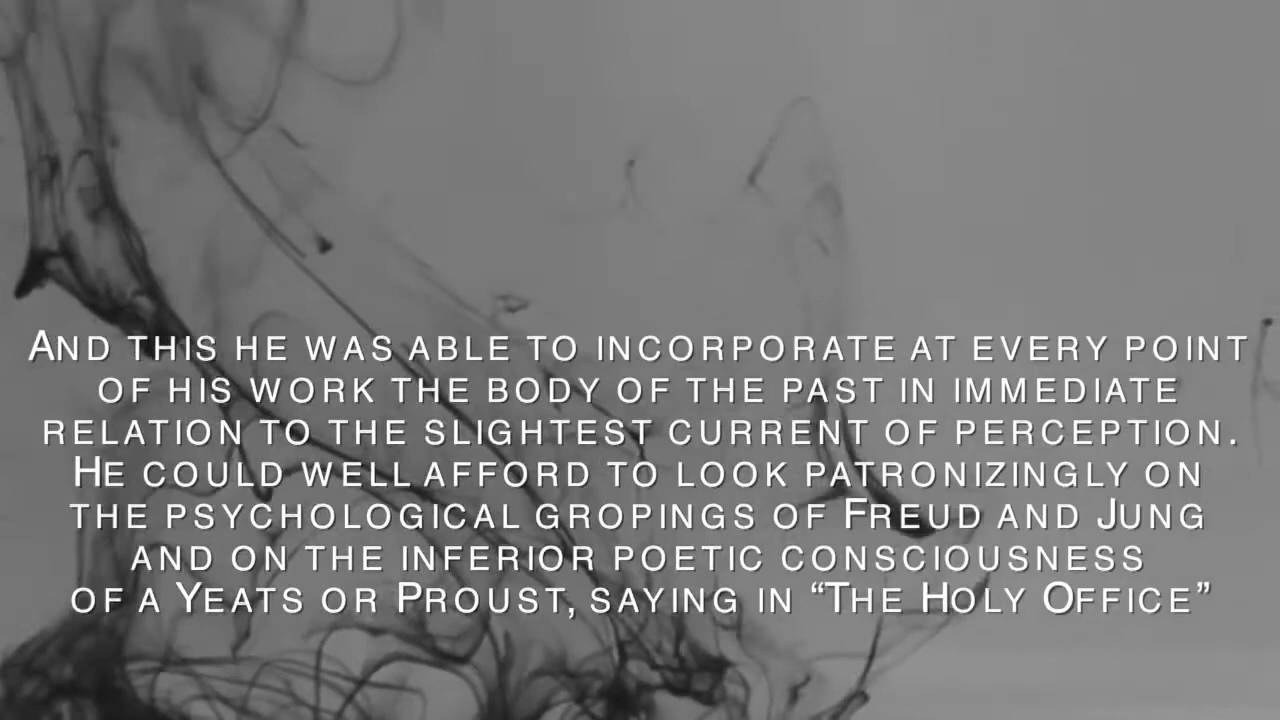 And this he was able to incorporate at every point
of his work the body of the past in immediate
relation to the slightest current of perception.
He could well afford to look patronizingly on
the psychological gropings of Freud and Jung
and on the inferior poetic consciousness
of a Yeats or Proust, saying in “The Holy Office”